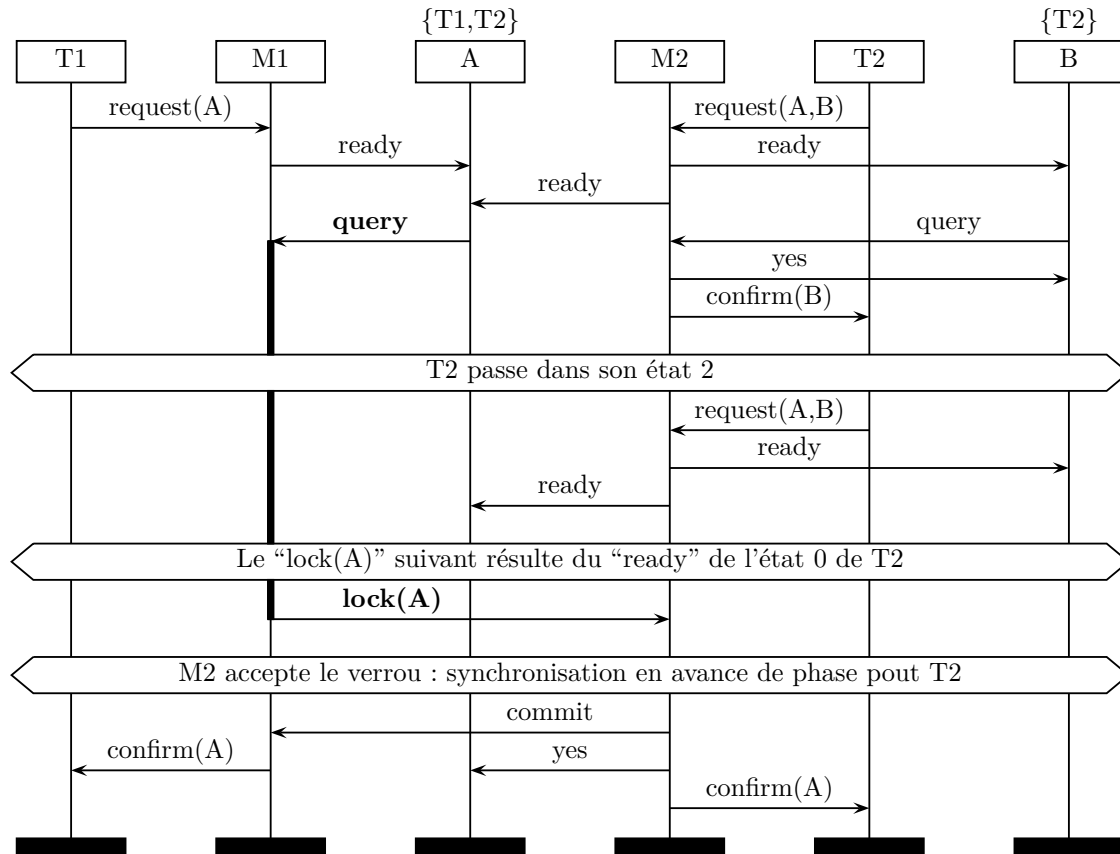 {T1,T2} {T2}
T1 M1 A M2 T2 B
request(A) request(A,B)
ready ready
ready
query query
yes
confirm(B)
T2 passe dans son état 2
request(A,B)
ready
ready
Le “lock(A)” suivant résulte du “ready” de l'état 0 de T2
lock(A)
M2 accepte le verrou : synchronisation en avance de phase pout T2
commit
confirm(A) yes
confirm(A)